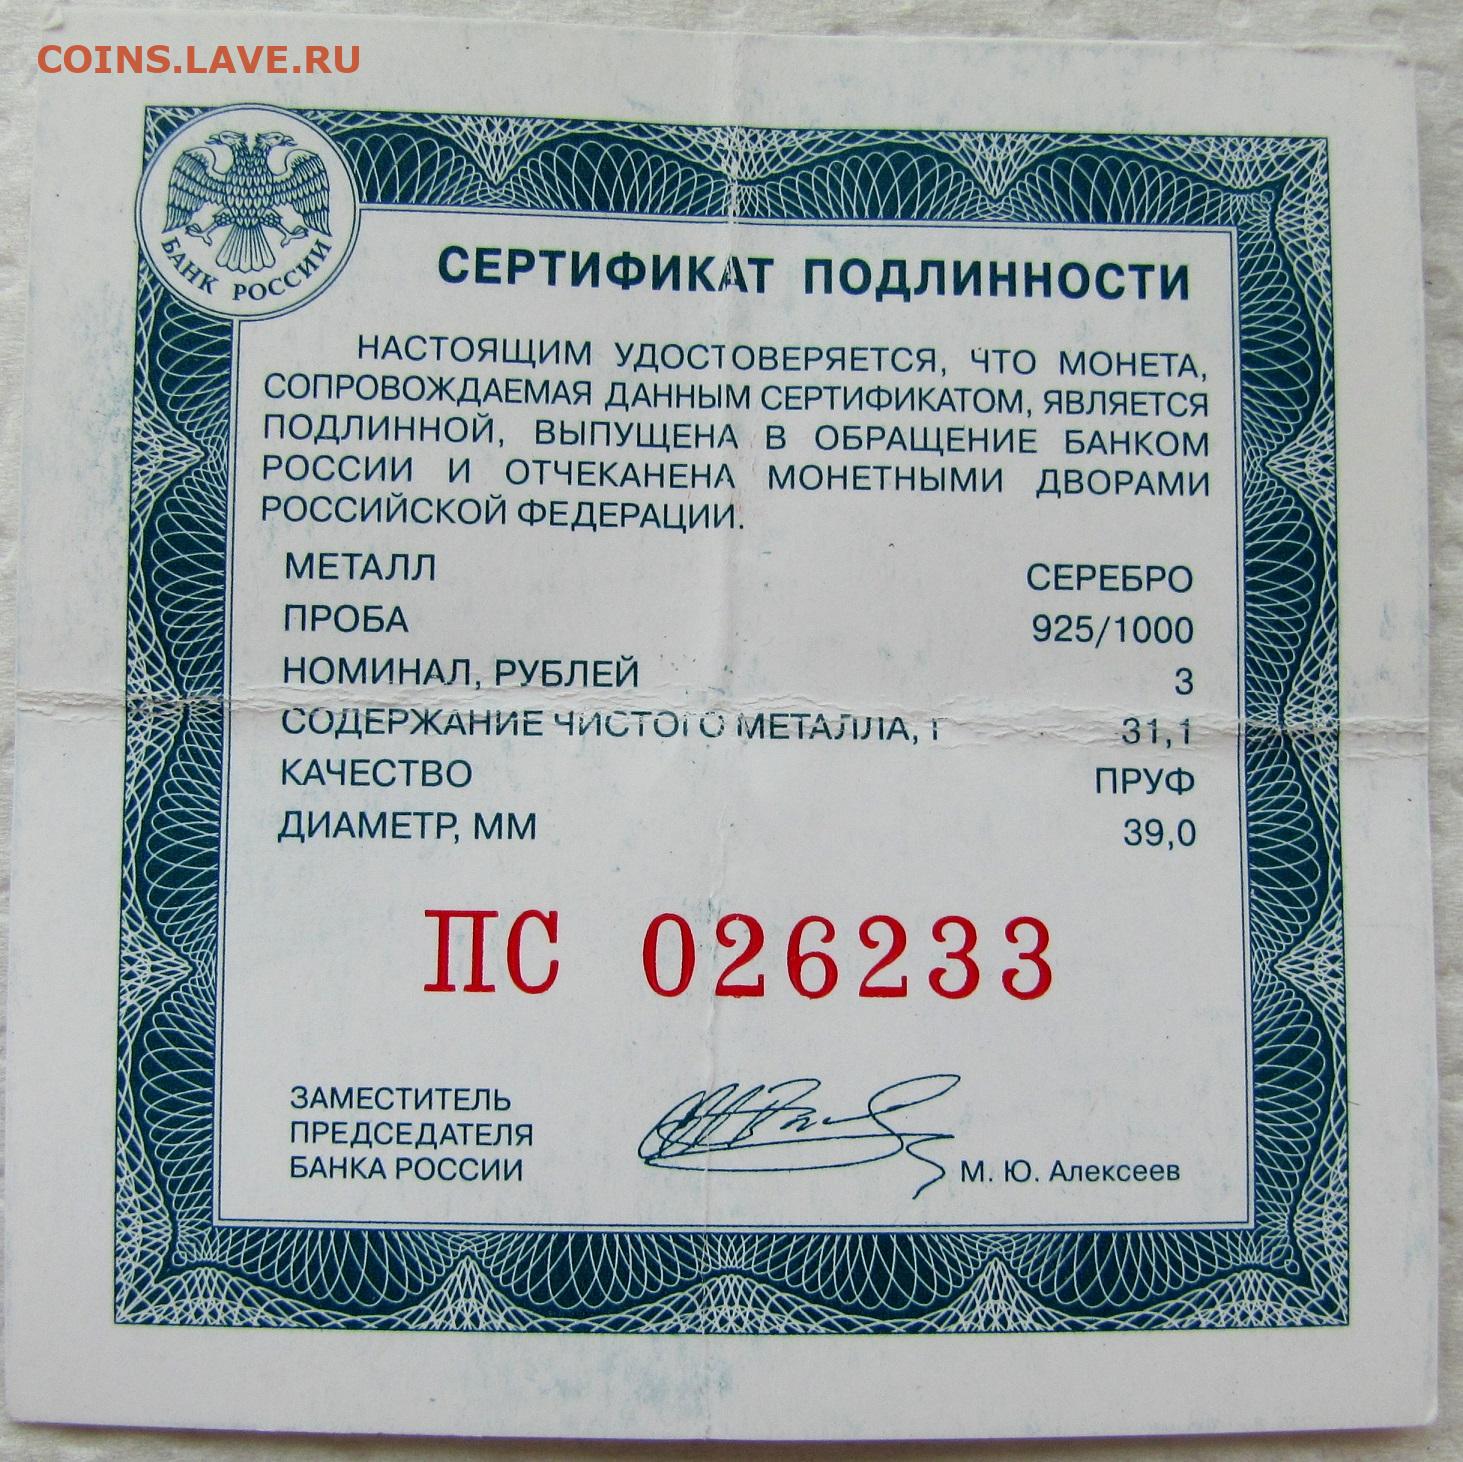 COINS.LAVE.RU
БАНК РОССИИ
СЕРТИФИКАТ ПОДЛИННОСТИ
НАСТОЯЩИМ УДОСТОВЕРЯЕТСЯ, ЧТО МОНЕТА,
СОПРОВОЖДАЕМАЯ ДАННЫМ СЕРТИФИКАТОМ, ЯВЛЯЕТСЯ
ПОДЛИННОЙ, ВЫПУЩЕНА В ОБРАЩЕНИЕ БАНКОМ
РОССИИ И ОТЧЕКАНЕНА МОНЕТНЫМИ ДВОРАМИ
РОССИЙСКОЙ ФЕДЕРАЦИИ.
МЕТАЛЛ СЕРЕБРО
ПРОБА 925/1000
НОМИНАЛ, РУБЛЕЙ 3
СОДЕРЖАНИЕ ЧИСТОГО МЕТАЛЛА, Г 31,1
КАЧЕСТВО ПРУФ
ДИАМЕТР, ММ 39,0
ПС 026233
ЗАМЕСТИТЕЛЬ
ПРЕДСЕДАТЕЛЯ
БАНКА РОССИИ М. Ю. Алексеев